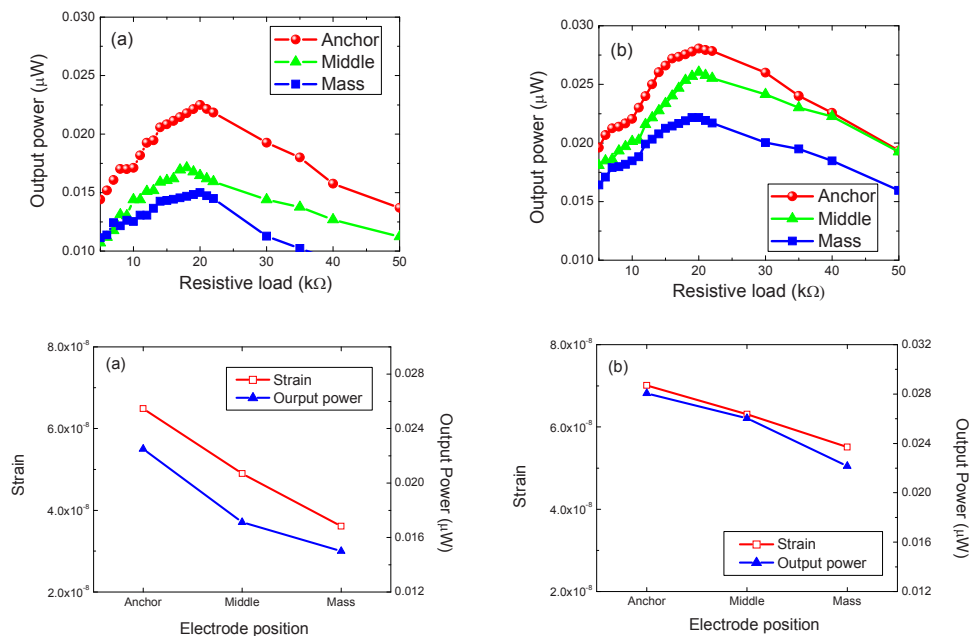 (a)
Anchor
Middle
Mass
0.030
0.025
0.020
0.015
0.010
Output power (μW)
10
20
30
40
50
Resistive load (kΩ)
(b)
Anchor
Middle
Mass
0.030
0.025
0.020
0.015
0.010
Output power (μW)
10
20
30
40
50
Resistive load (kΩ)
(a)
Strain
Ourput power
8.0x10⁻⁸
6.0x10⁻⁸
4.0x10⁻⁸
2.0x10⁻⁸
Strain
0.028
0.024
0.020
0.016
0.012
Output Power (μW)
Anchor
Middle
Mass
Electrode position
(b)
Strain
Output power
8.0x10⁻⁸
6.0x10⁻⁸
4.0x10⁻⁸
2.0x10⁻⁸
Strain
0.032
0.028
0.024
0.020
0.016
0.012
Output Power (μW)
Anchor
Middle
Mass
Electrode position